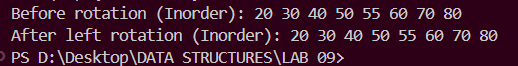 Before rotation (Inorder): 20 30 40 50 55 60 70 80
After left rotation (Inorder): 20 30 40 50 55 60 70 80
PS D:\Desktop\DATA STRUCTURES\LAB 09>